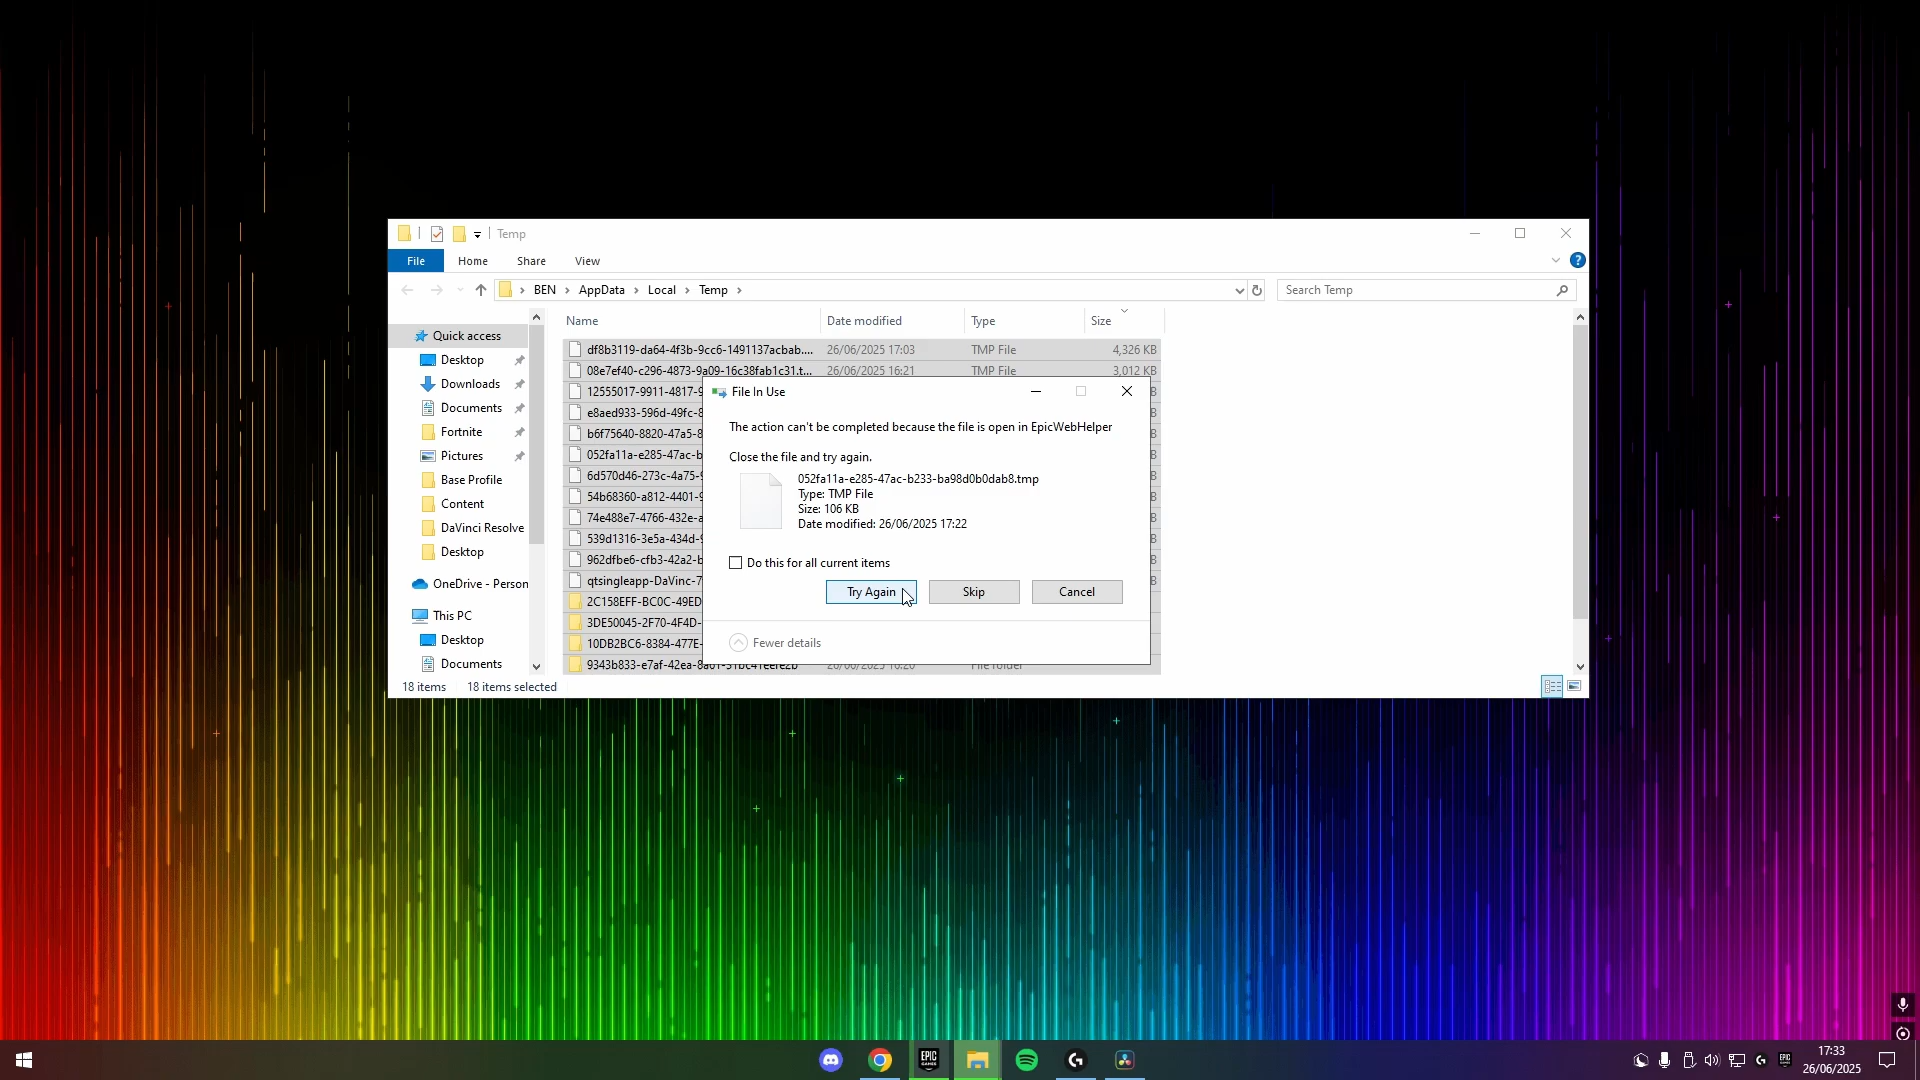 Temp
File
Home
Share
View
BEN
AppData
Local
Temp
Search Temp
Name
Date modified
Type
Size
Quick access
Desktop
Downloads
Documents
Fortnite
Pictures
Base Profile
Content
DaVinci Resolve
Desktop
OneDrive - Person
This PC
Desktop
Documents
df8b3119-da64-4f3b-9cc6-1491137acbab.... 26/06/2025 17:03 TMP File 4,326 KB
08e7ef40-c296-4873-9a09-16c38fab1c31.t... 26/06/2025 16:21 TMP File 3,012 KB
12555017-9911-4817-9
e8aed933-596d-49fc-8
b6f75640-8820-47a5-8
052fa11a-e285-47ac-b
6d570d46-273c-4a75-9
54b68360-a812-4401-9
74e488e7-4766-432e-a
539d1316-3e5a-434d-9
962dfbe6-cfb3-42a2-b
qtsingleapp-DaVinc-7
2C158EFF-BC0C-49ED
3DE50045-2F70-4F4D-
10DB2BC6-8384-477E-
File In Use
The action can't be completed because the file is open in EpicWebHelper
Close the file and try again.
052fa11a-e285-47ac-b233-ba98d0b0dab8.tmp
Type: TMP File
Size: 106 KB
Date modified: 26/06/2025 17:22
Do this for all current items
Try Again
Skip
Cancel
Fewer details
18 items
18 items selected
EPIC
GAMES
17:33
26/06/2025